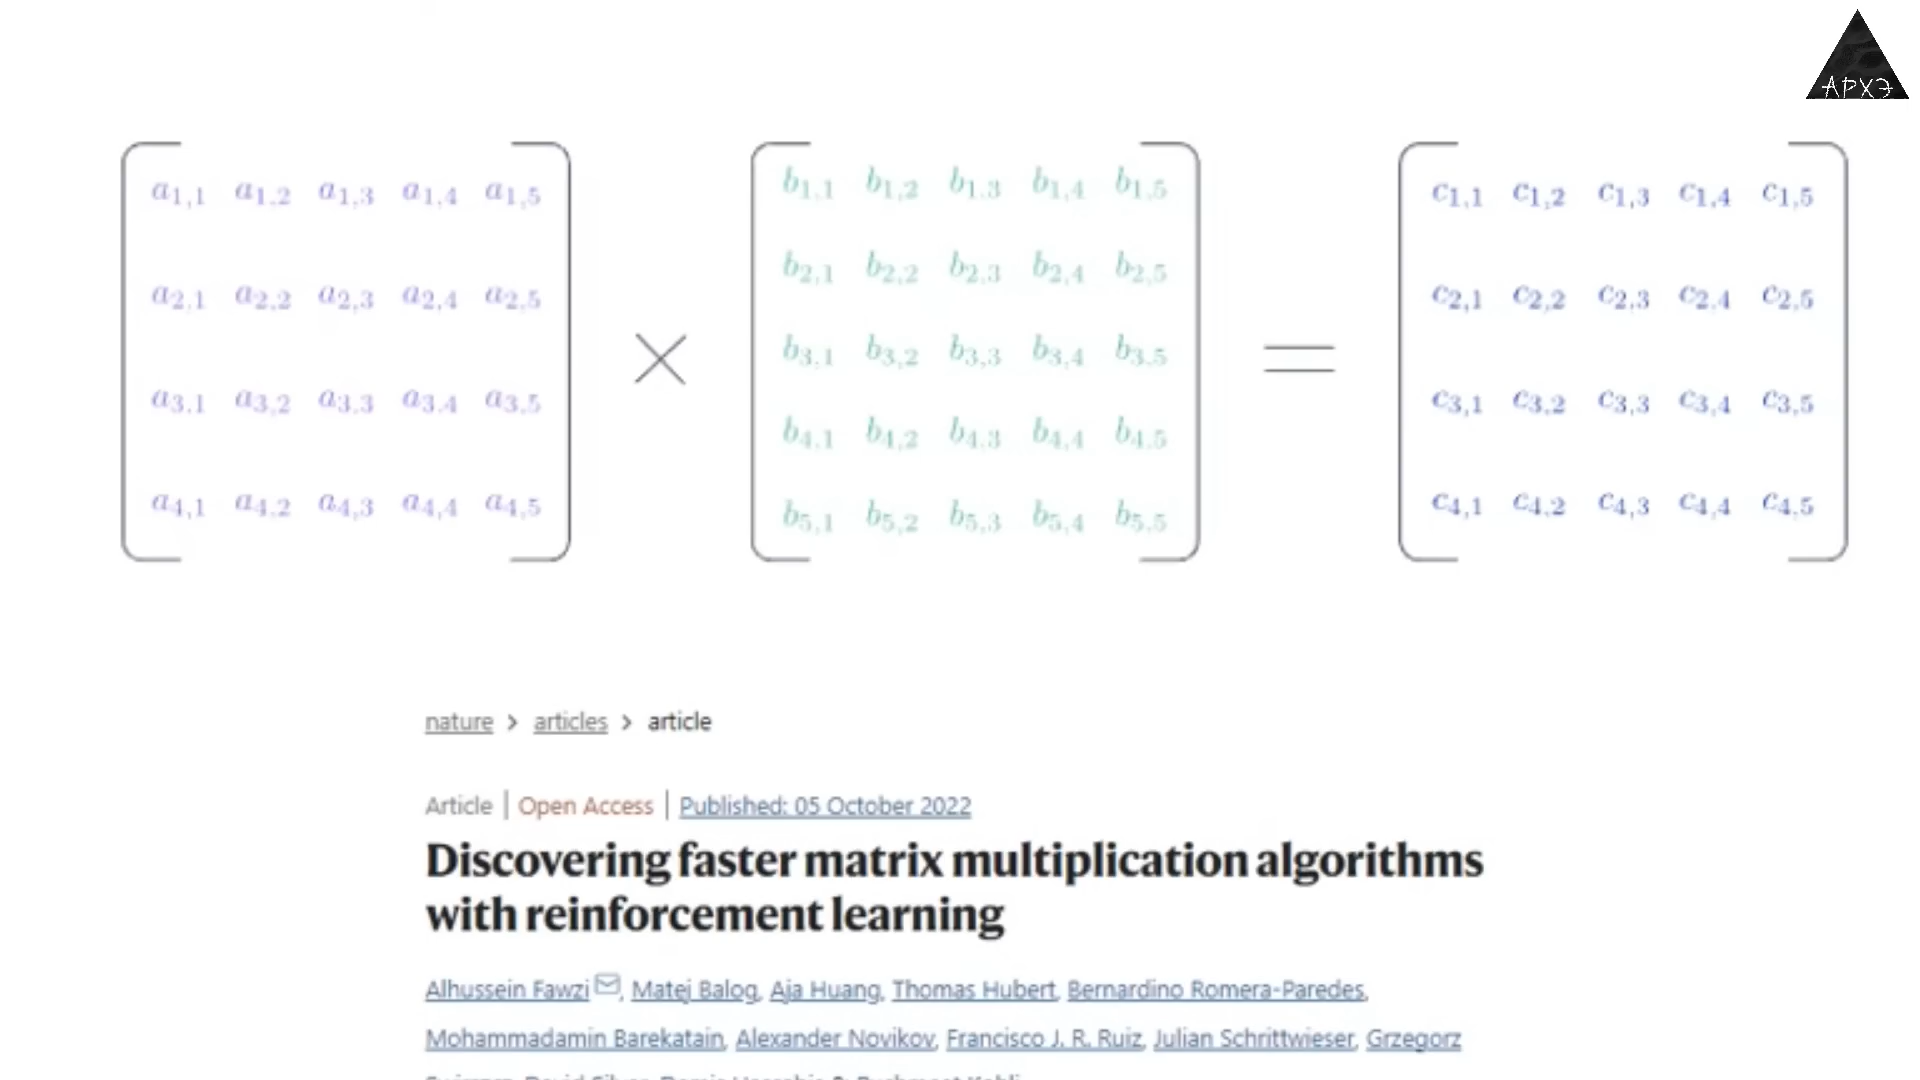 АРХЭ
a1,1 a1,2 a1,3 a1,4 a1,5
a2,1 a2,2 a2,3 a2,4 a2,5
a3,1 a3,2 a3,3 a3,4 a3,5
a4,1 a4,2 a4,3 a4,4 a4,5
×
b1,1 b1,2 b1,3 b1,4 b1,5
b2,1 b2,2 b2,3 b2,4 b2,5
b3,1 b3,2 b3,3 b3,4 b3,5
b4,1 b4,2 b4,3 b4,4 b4,5
b5,1 b5,2 b5,3 b5,4 b5,5
=
c1,1 c1,2 c1,3 c1,4 c1,5
c2,1 c2,2 c2,3 c2,4 c2,5
c3,1 c3,2 c3,3 c3,4 c3,5
c4,1 c4,2 c4,3 c4,4 c4,5
nature > articles > article
Article | Open Access | Published: 05 October 2022
Discovering faster matrix multiplication algorithms
with reinforcement learning
Alhussein Fawzi, Matej Balog, Aja Huang, Thomas Hubert, Bernardino Romera-Paredes,
Mohammadamin Barekatain, Alexander Novikov, Francisco J. R. Ruiz, Julian Schrittwieser, Grzegorz